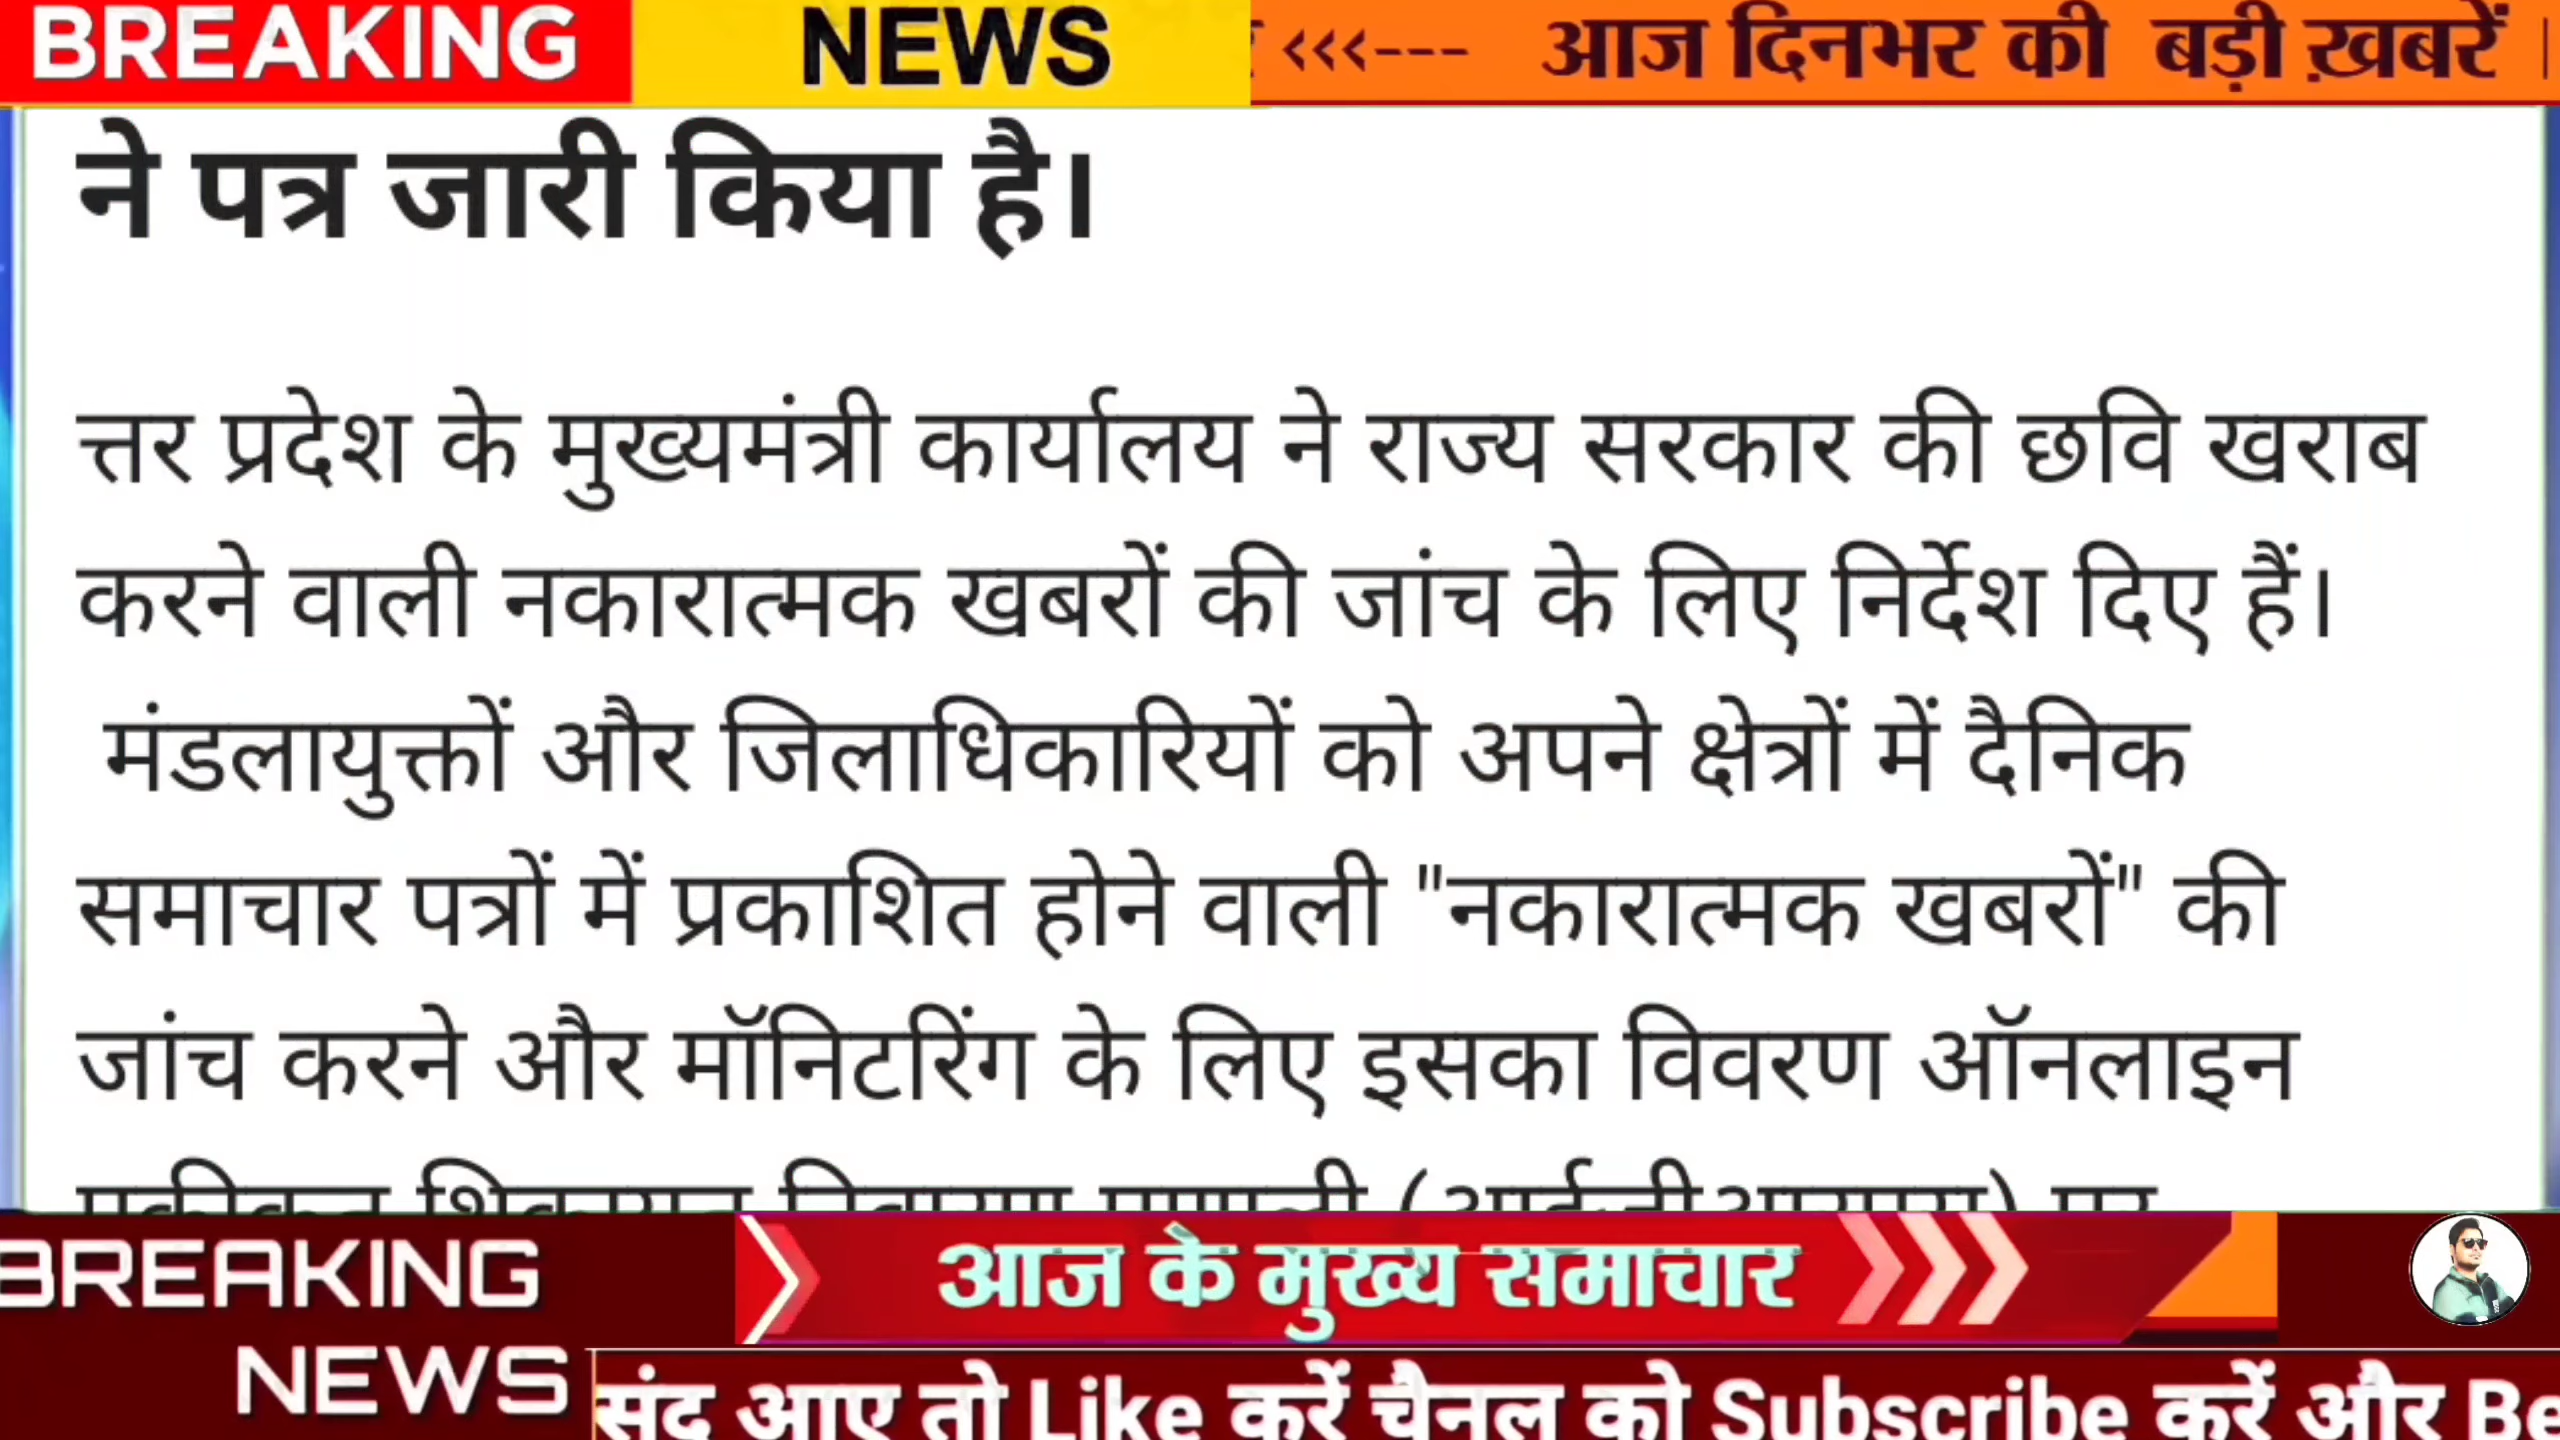 BREAKING NEWS <<<--- आज दिनभर की बड़ी ख़बरें |
ने पत्र जारी किया है।
त्तर प्रदेश के मुख्यमंत्री कार्यालय ने राज्य सरकार की छवि खराब
करने वाली नकारात्मक खबरों की जांच के लिए निर्देश दिए हैं।
मंडलायुक्तों और जिलाधिकारियों को अपने क्षेत्रों में दैनिक
समाचार पत्रों में प्रकाशित होने वाली "नकारात्मक खबरों" की
जांच करने और मॉनिटरिंग के लिए इसका विवरण ऑनलाइन
BREAKING
NEWS
आज के मुख्य समाचार
संद आए तो Like करें चैनल को Subscribe करें और Be